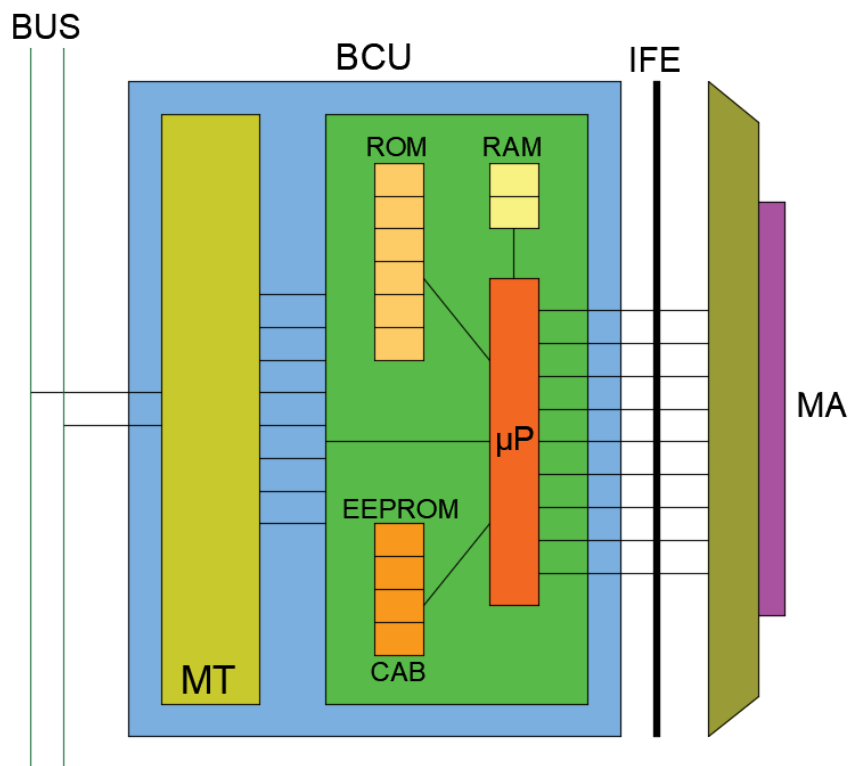 BUS
BCU
IFE
ROM
RAM
MA
µP
EEPROM
MT
CAB